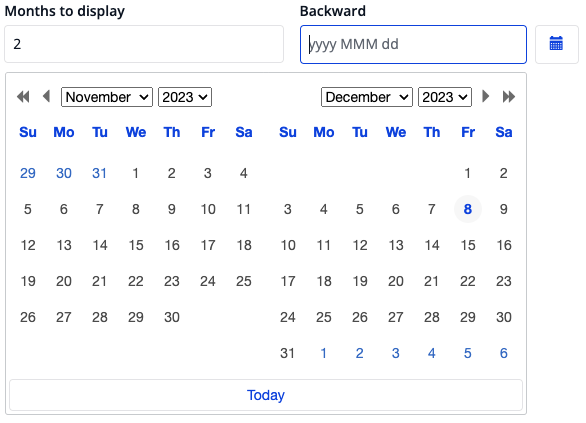 Months to display Backward
2 yyyy MMM dd
November 2023 December 2023
Su Mo Tu We Th Fr Sa Su Mo Tu We Th Fr Sa
29 30 31 1 2 3 4 1 2
5 6 7 8 9 10 11 3 4 5 6 7 8 9
12 13 14 15 16 17 18 10 11 12 13 14 15 16
19 20 21 22 23 24 25 17 18 19 20 21 22 23
26 27 28 29 30 24 25 26 27 28 29 30
31 1 2 3 4 5 6
Today